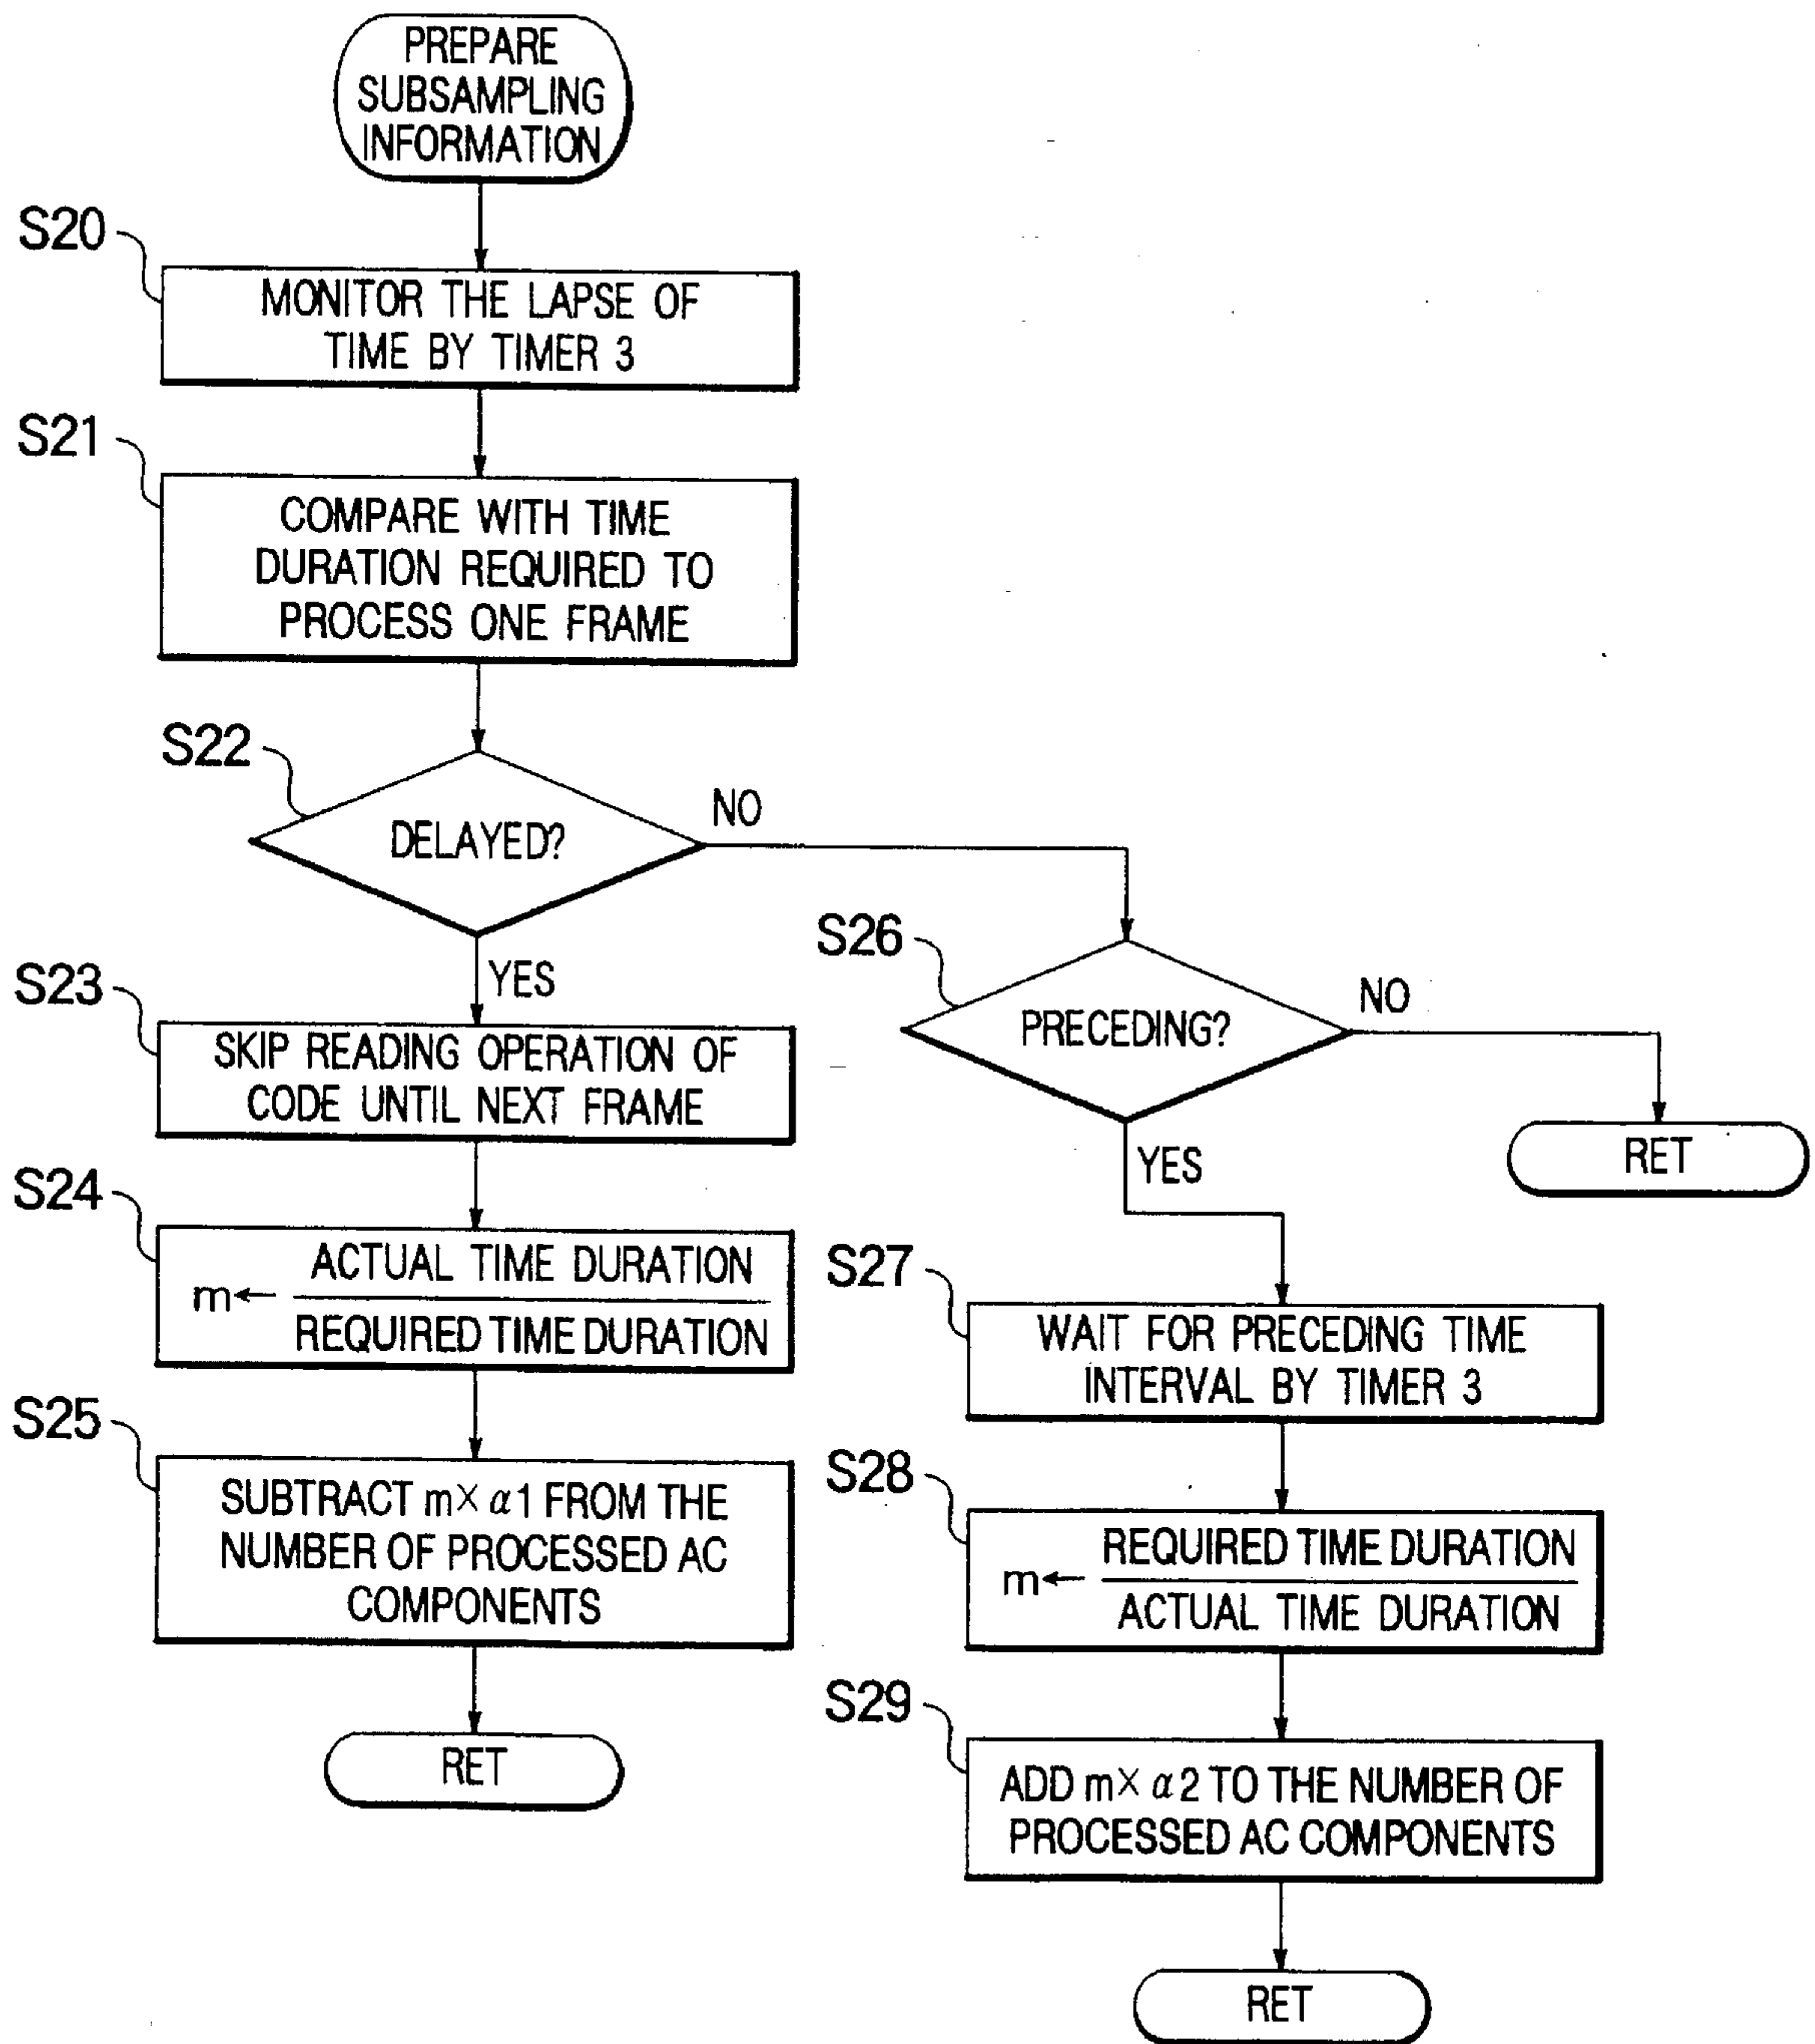 PREPARE
SUBSAMPLING
INFORMATION
S20
MONITOR THE LAPSE OF
TIME BY TIMER 3
S21
COMPARE WITH TIME
DURATION REQUIRED TO
PROCESS ONE FRAME
S22
DELAYED?
NO
YES
S23
SKIP READING OPERATION OF
CODE UNTIL NEXT FRAME
S24
m← ACTUAL TIME DURATION
REQUIRED TIME DURATION
S25
SUBTRACT m× α1 FROM THE
NUMBER OF PROCESSED AC
COMPONENTS
RET
S26
PRECEDING?
NO
RET
YES
S27
WAIT FOR PRECEDING TIME
INTERVAL BY TIMER 3
S28
m← REQUIRED TIME DURATION
ACTUAL TIME DURATION
S29
ADD m× α2 TO THE NUMBER OF
PROCESSED AC COMPONENTS
RET